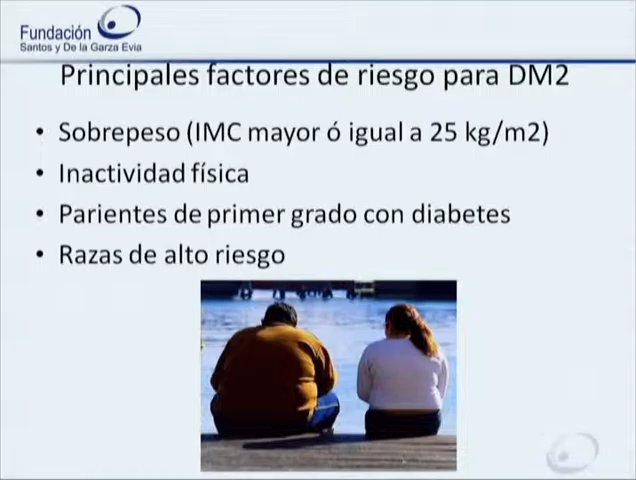 Fundación
Santos y De la Garza Evia
Principales factores de riesgo para DM2
• Sobrepeso (IMC mayor ó igual a 25 kg/m2)
• Inactividad física
• Parientes de primer grado con diabetes
• Razas de alto riesgo